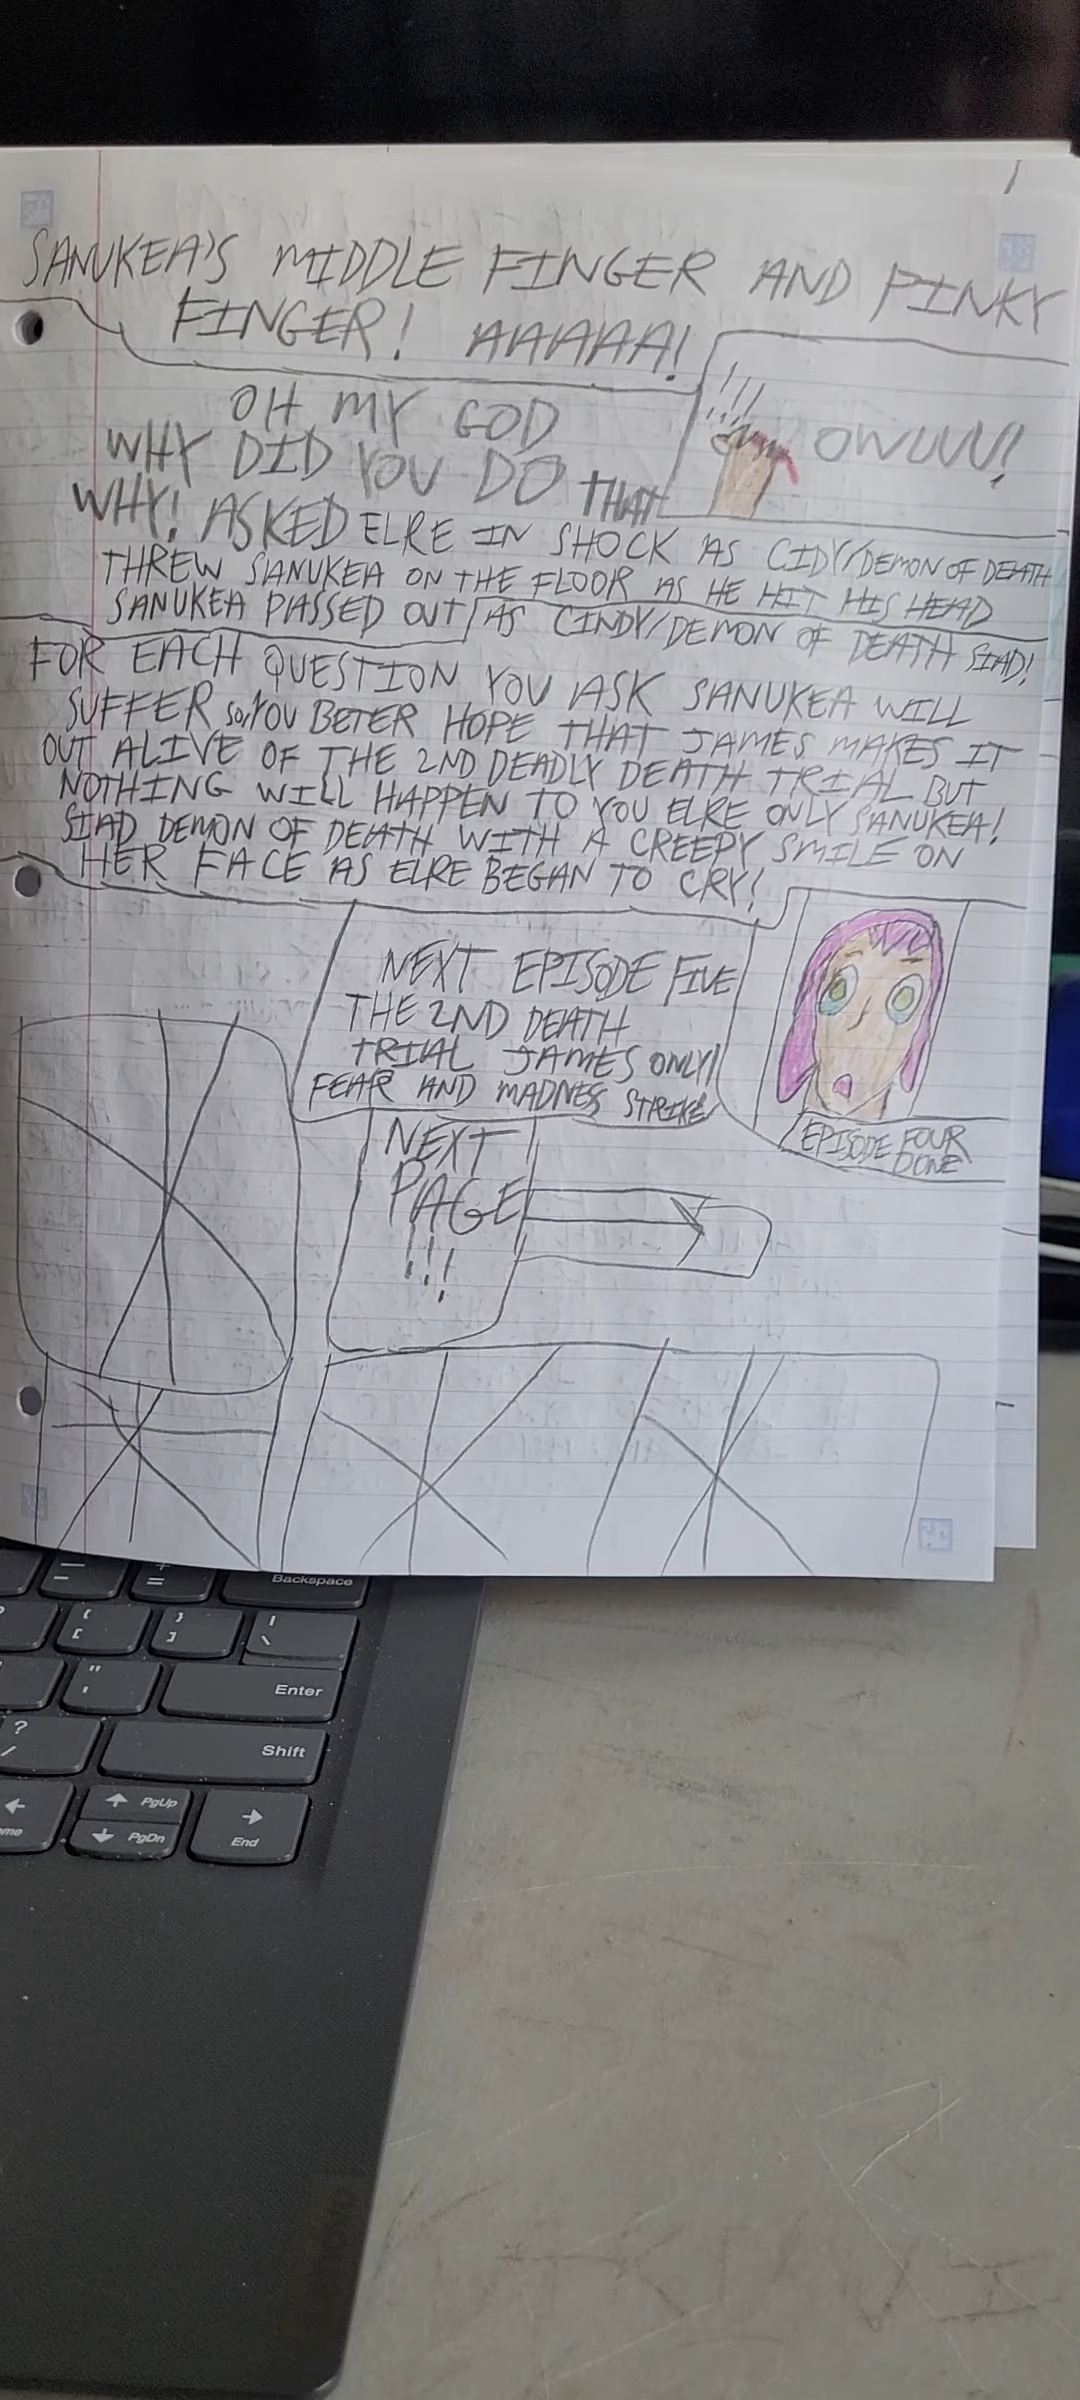 SANUKEA'S MIDDLE FINGER AND PINKY
FINGER! AAAAAA!
OH MY GOD
WHY DID YOU DO THAT
WHY! ASKED ELRE IN SHOCK AS CIDY/DEMON OF DEATH
OWUUU!
THREW SANUKEA ON THE FLOOR AS HE HIT HIS HEAD
SANUKEA PASSED OUT AS CINDY/DEMON OF DEATH SIAD!
FOR EACH QUESTION YOU ASK SANUKEA WILL
SUFFER so, YOU BETER HOPE THAT JAMES MAKES IT
OUT ALIVE OF THE 2ND DEADLY DEATH TRIAL BUT
NOTHING WILL HAPPEN TO YOU ELRE ONLY SANUKEA!
SIAD DEMON OF DEATH WITH A CREEPY SMILE ON
HER FACE AS ELRE BEGAN TO CRY!
NEXT EPISODE FIVE
THE 2ND DEATH
TRIAL JAMES ONLY!
FEAR AND MADNESS STRIKE
EPISODE FOUR
DONE
NEXT
PAGE
!!!
Backspace
Enter
Shift
PgUp
PgDn
End